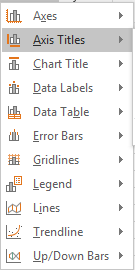 Axes
Axis Titles
Chart Title
Data Labels
Data Table
Error Bars
Gridlines
Legend
Lines
Trendline
Up/Down Bars